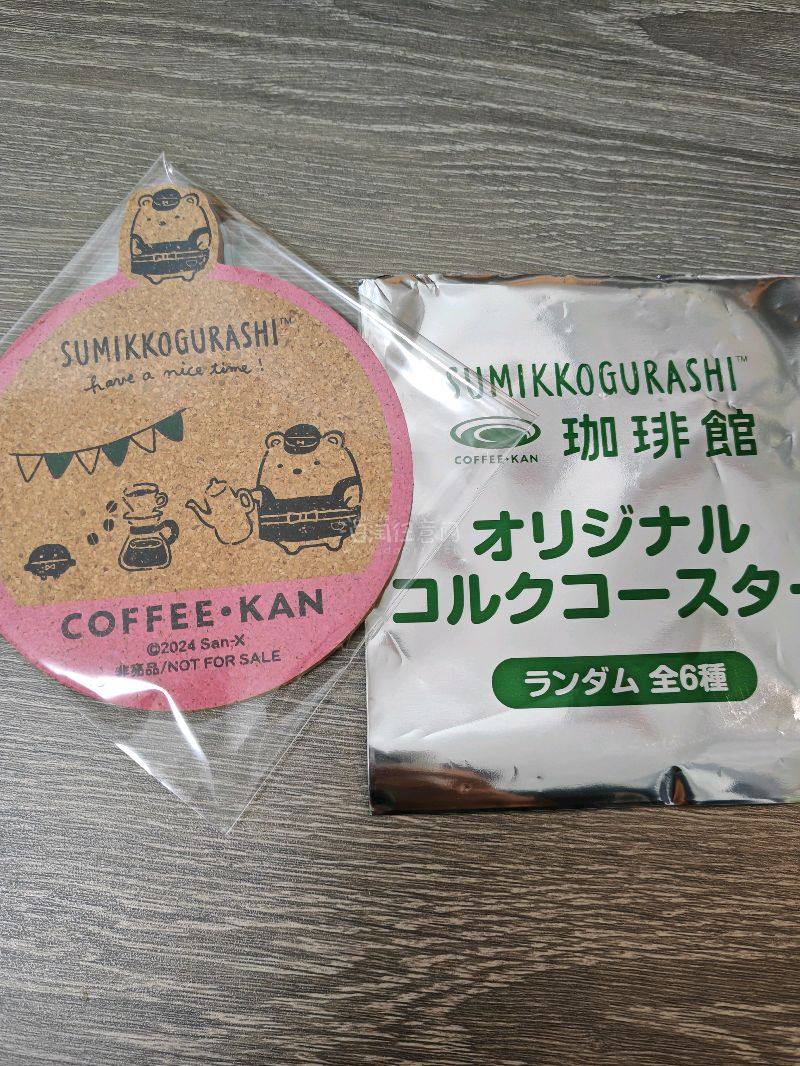 SUMIKKOGURASHI™
have a nice time!
COFFEE•KAN
©2024 San-X
非売品/NOT FOR SALE
SUMIKKOGURASHI™
COFFEE•KAN
珈琲館
オリジナル
コルクコースター
ランダム 全6種